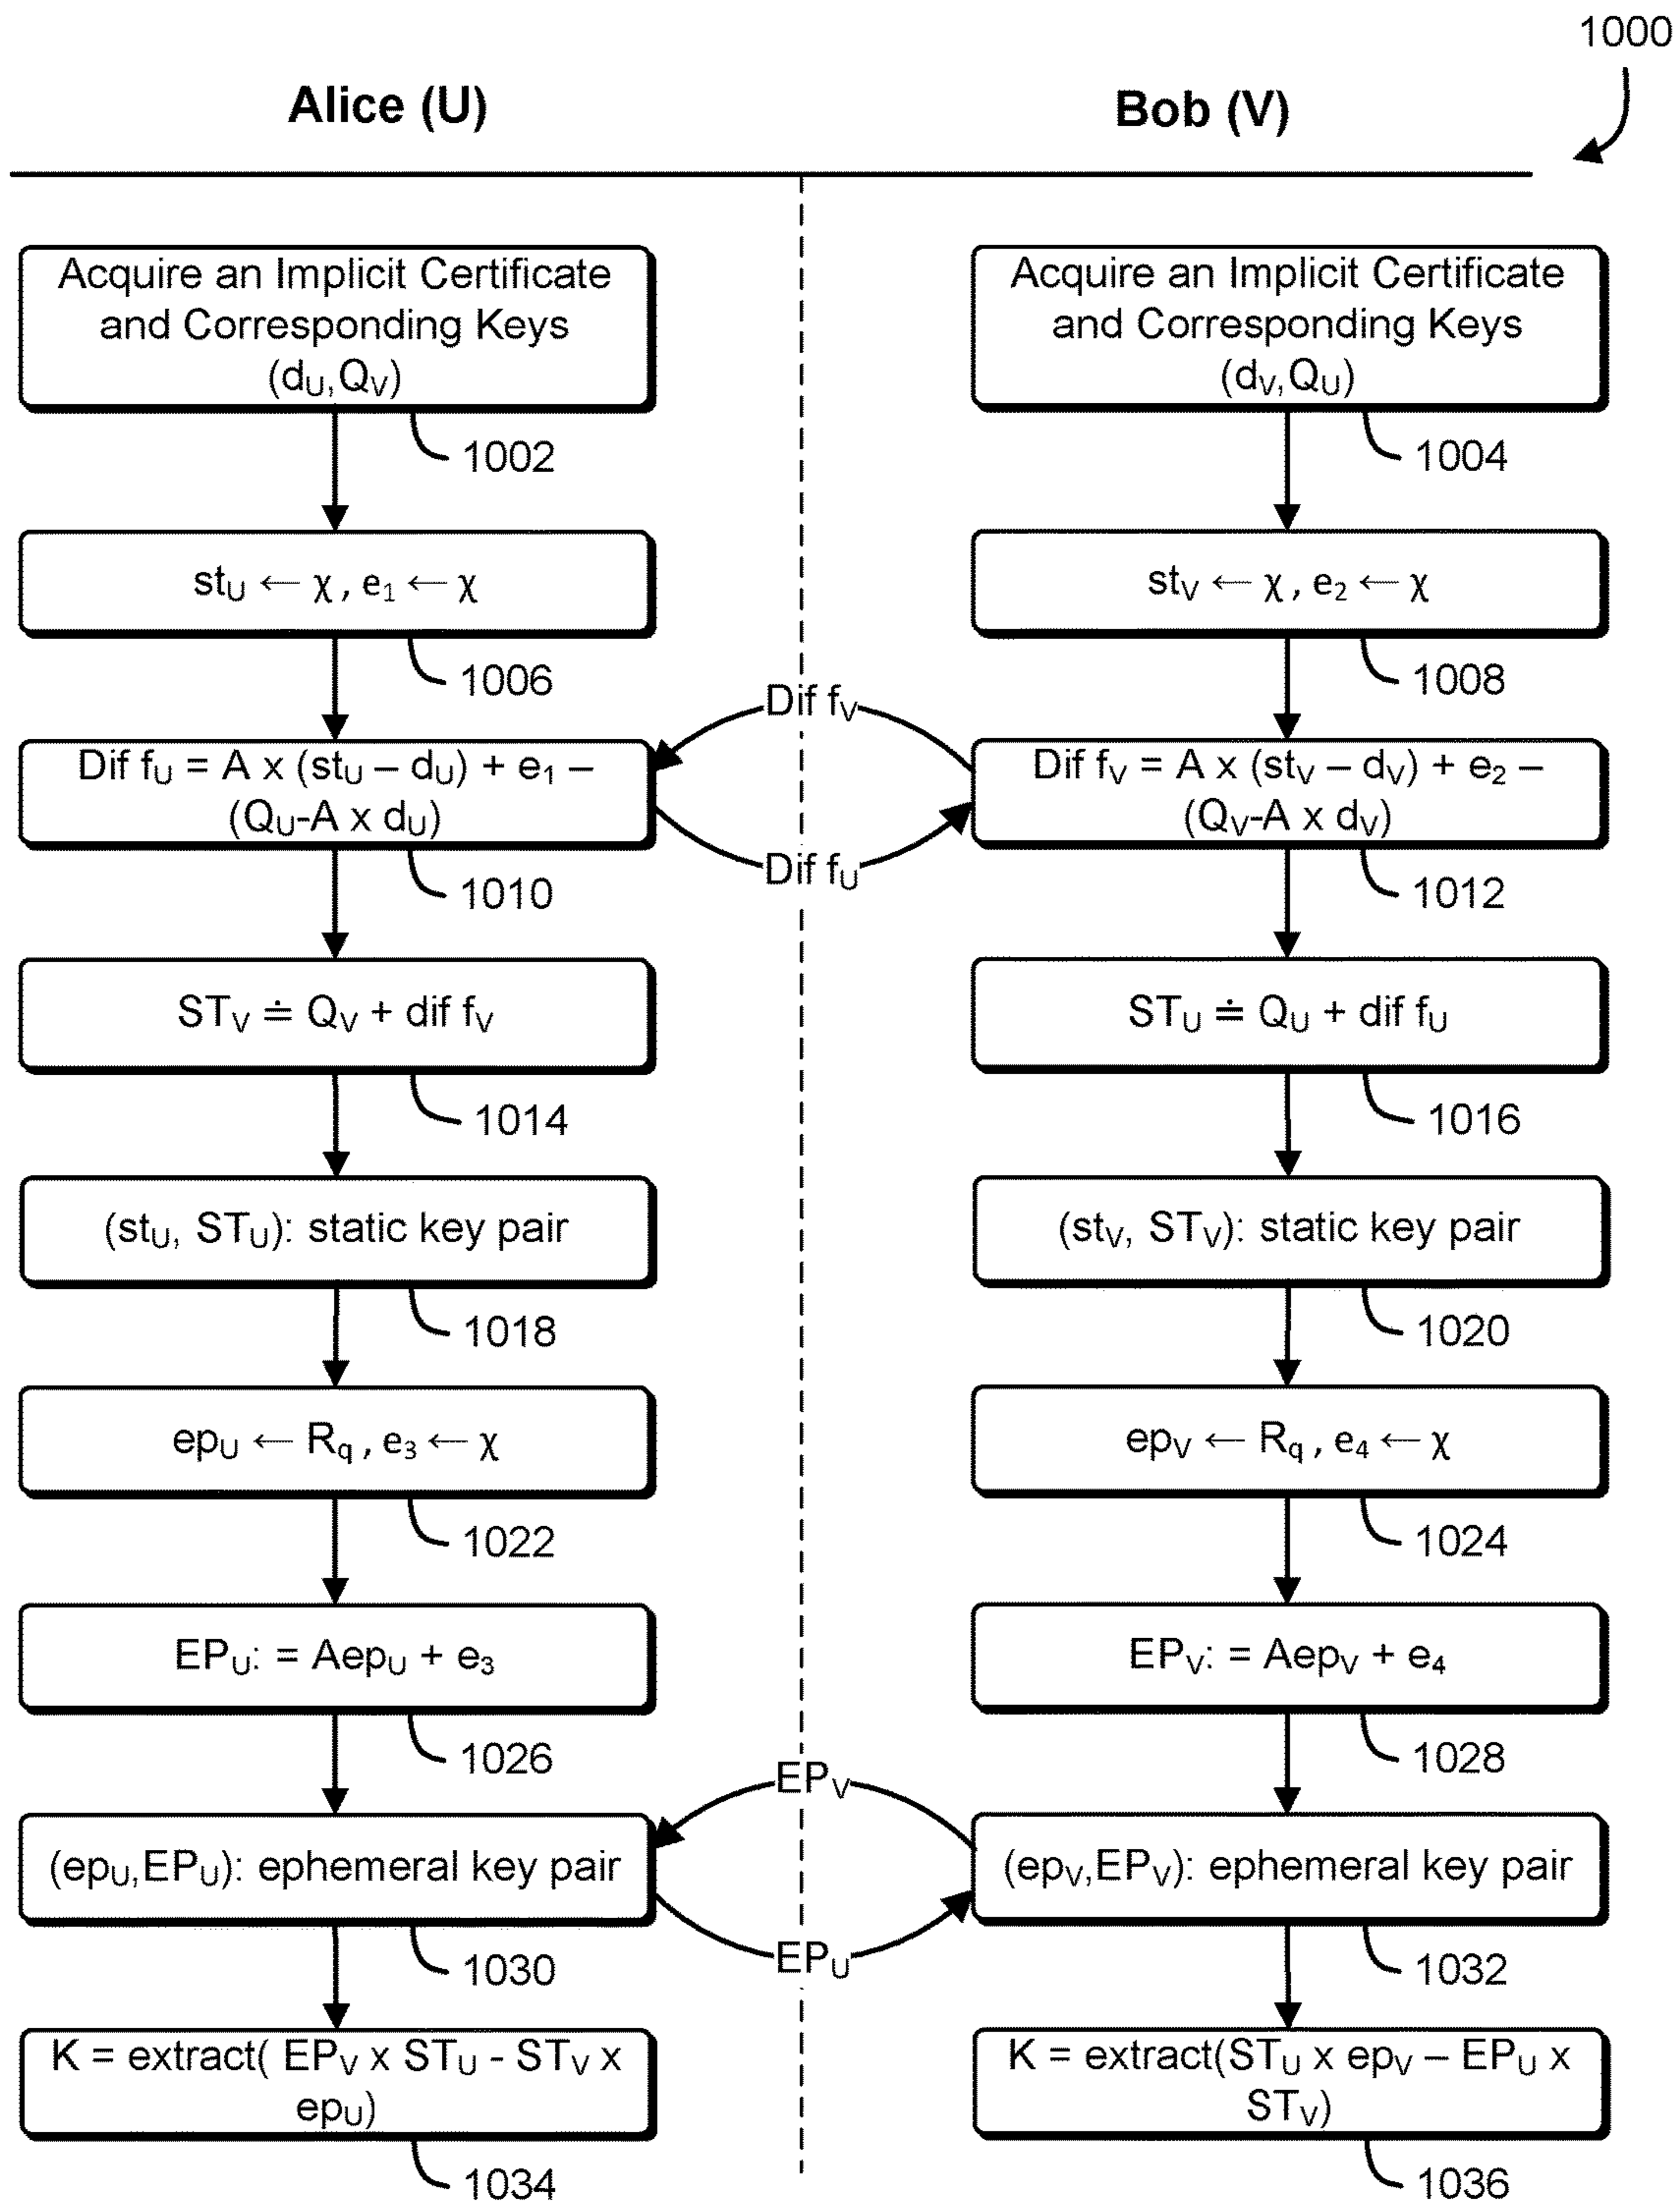 1000
Alice (U)
Bob (V)
Acquire an Implicit Certificate
and Corresponding Keys
(dU,QV)
1002
Acquire an Implicit Certificate
and Corresponding Keys
(dV,QU)
1004
stU ← χ , e1 ← χ
1006
stV ← χ , e2 ← χ
1008
Dif fV
Dif fU = A x (stU – dU) + e1 –
(QU-A x dU)
1010
Dif fV = A x (stV – dV) + e2 –
(QV-A x dV)
1012
Dif fU
STV ≐ QV + dif fV
1014
STU ≐ QU + dif fU
1016
(stU, STU): static key pair
1018
(stV, STV): static key pair
1020
epU ← Rq , e3 ← χ
1022
epV ← Rq , e4 ← χ
1024
EPU: = AepU + e3
1026
EPV: = AepV + e4
1028
EPV
(epU,EPU): ephemeral key pair
1030
(epV,EPV): ephemeral key pair
1032
EPU
K = extract( EPV x STU - STV x
epU)
1034
K = extract(STU x epV – EPU x
STV)
1036